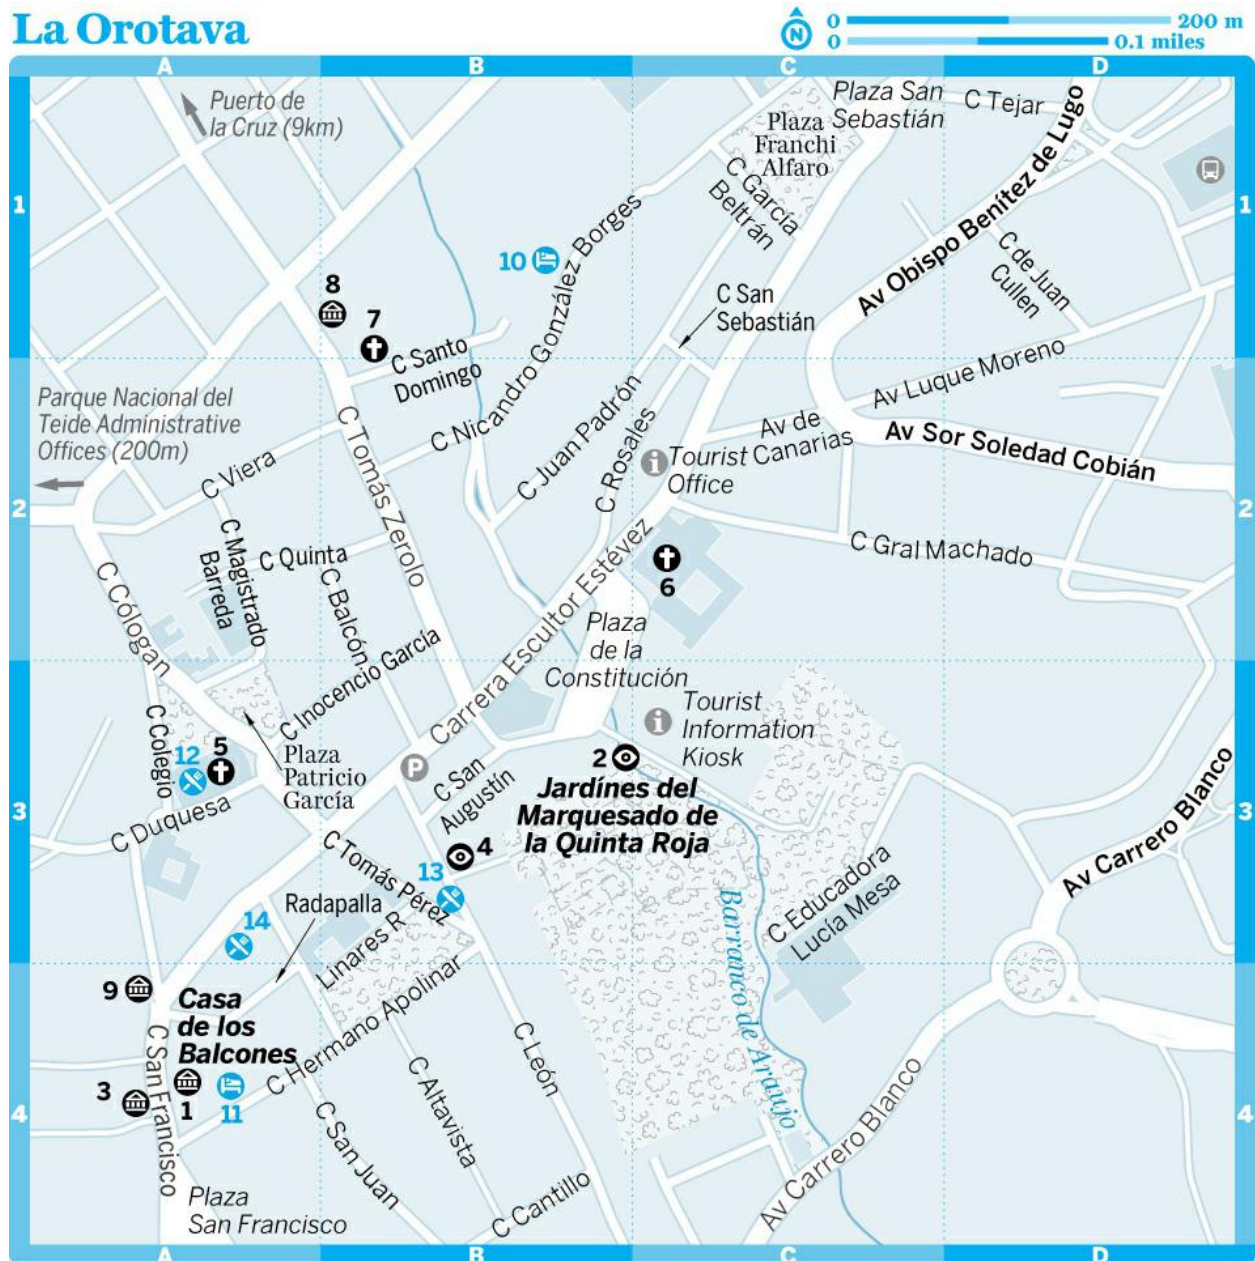 La Orotava
N
0
200 m
0
0.1 miles
A
B
C
D
Puerto de
la Cruz (9km)
Plaza San
Sebastián
C Tejar
Plaza
Franchi
Alfaro
C García
Beltrán
Av Obispo Benítez de Lugo
1
1
C de Juan
Cullen
10
C Nicandro González Borges
8
7
C San
Sebastián
C Santo
Domingo
Av Luque Moreno
Parque Nacional del
Teide Administrative
Offices (200m)
C Tomás Zerolo
C Juan Padrón
C Rosales
Av de
Canarias
Av Sor Soledad Cobián
Tourist
Office
C Viera
2
2
C Magistrado
Barreda
C Quinta
C Balcón
C Gral Machado
6
C Cólogan
Carrera Escultor Estévez
Plaza
de la
Constitución
C Inocencio García
Tourist
Information
Kiosk
C Colegio
12
5
Plaza
Patricio
García
P
C San
Augustín
2
Jardínes del
Marquesado de
la Quinta Roja
3
3
C Duquesa
C Tomás Pérez
4
13
Av Carrero Blanco
C Educadora
Lucía Mesa
Radapalla
14
Linares R
Barranco de Araujo
9
Casa
de los
Balcones
C Hermano Apolinar
C San Francisco
C León
C Altavista
3
1
11
4
4
C San Juan
Av Carrero Blanco
Plaza
San Francisco
C Cantillo
A
B
C
D